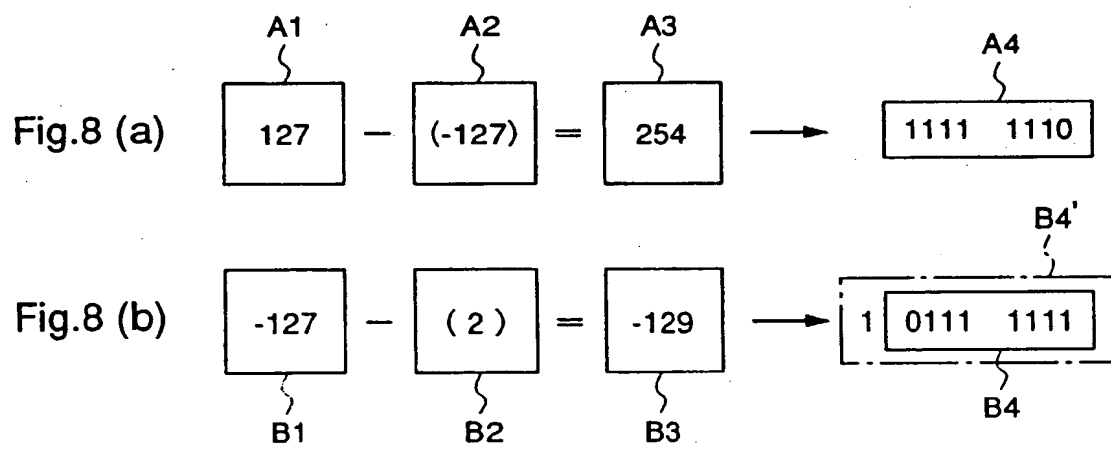 A1 A2 A3 A4
Fig.8 (a) 127 − (-127) = 254 1111 1110
B4'
Fig.8 (b) -127 − ( 2 ) = -129 1 0111 1111
B1 B2 B3 B4